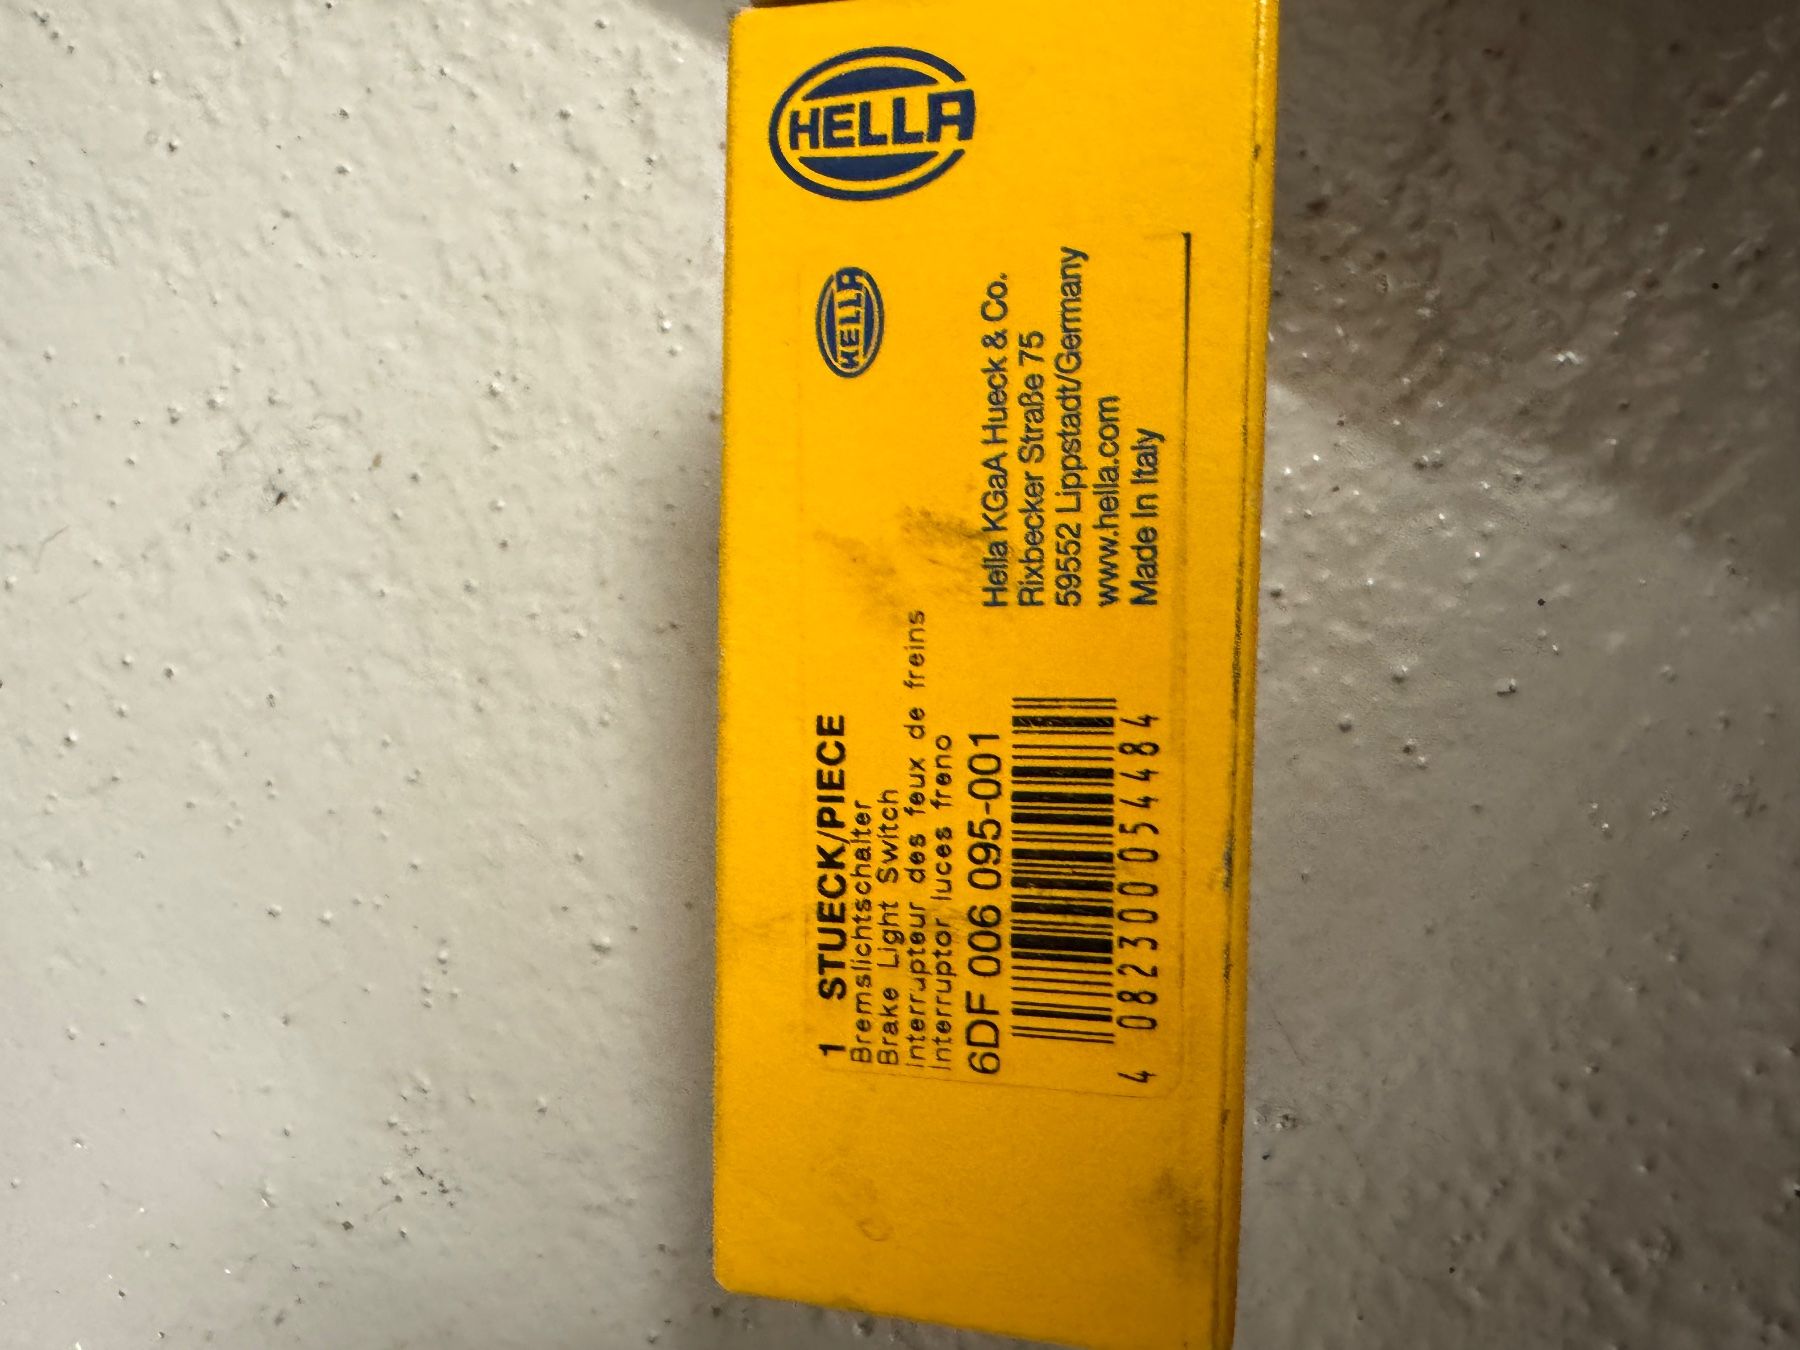 HELLA
HELLA
1 STUECK/PIECE
Bremslichtschalter
Brake Light Switch
Interrupteur des feux de freins
Interruptor luces freno
6DF 006 095-001
4 082300 054484
Hella KGaA Hueck & Co.
Rixbecker Straße 75
59552 Lippstadt/Germany
www.hella.com
Made In Italy